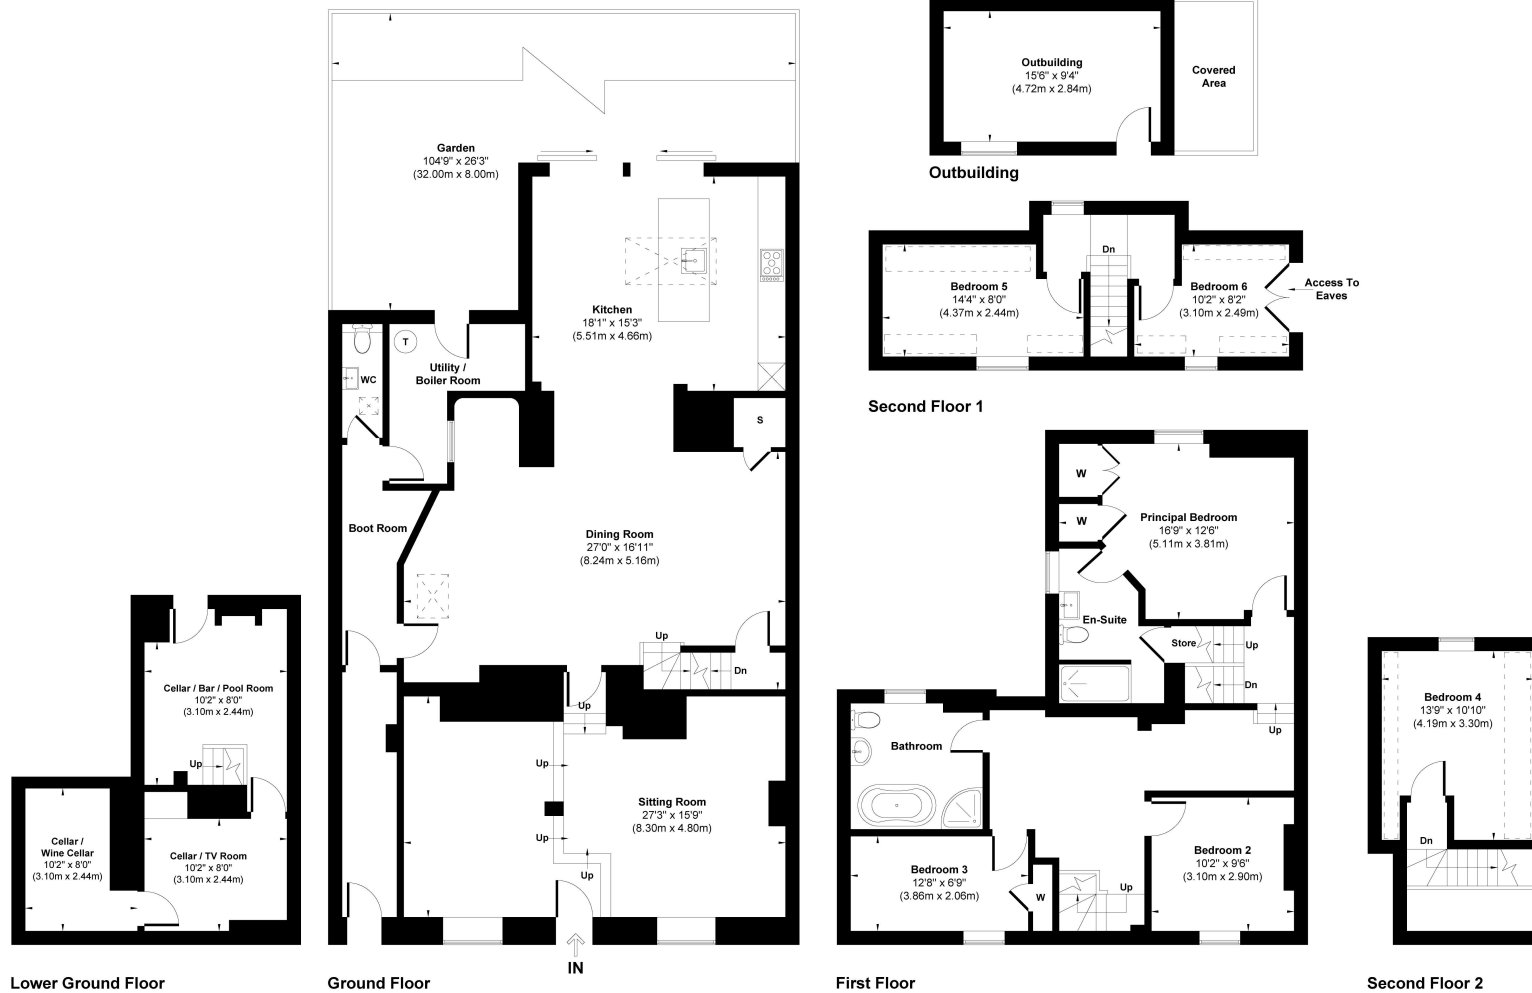 Garden
104'9" x 26'3"
(32.00m x 8.00m)
Kitchen
18'1" x 15'3"
(5.51m x 4.66m)
T
Utility /
Boiler Room
WC
S
Boot Room
Dining Room
27'0" x 16'11"
(8.24m x 5.16m)
Up
Dn
Up
Up
Up
Up
Sitting Room
27'3" x 15'9"
(8.30m x 4.80m)
IN
Ground Floor
Cellar / Bar / Pool Room
10'2" x 8'0"
(3.10m x 2.44m)
Up
Cellar /
Wine Cellar
10'2" x 8'0"
(3.10m x 2.44m)
Cellar / TV Room
10'2" x 8'0"
(3.10m x 2.44m)
Lower Ground Floor
Outbuilding
15'6" x 9'4"
(4.72m x 2.84m)
Covered
Area
Outbuilding
Dn
Bedroom 5
14'4" x 8'0"
(4.37m x 2.44m)
Bedroom 6
10'2" x 8'2"
(3.10m x 2.49m)
Access To
Eaves
Second Floor 1
W
W
Principal Bedroom
16'9" x 12'6"
(5.11m x 3.81m)
En-Suite
Store
Up
Dn
Up
Bathroom
Bedroom 3
12'8" x 6'9"
(3.86m x 2.06m)
W
Up
Bedroom 2
10'2" x 9'6"
(3.10m x 2.90m)
First Floor
Bedroom 4
13'9" x 10'10"
(4.19m x 3.30m)
Dn
Second Floor 2